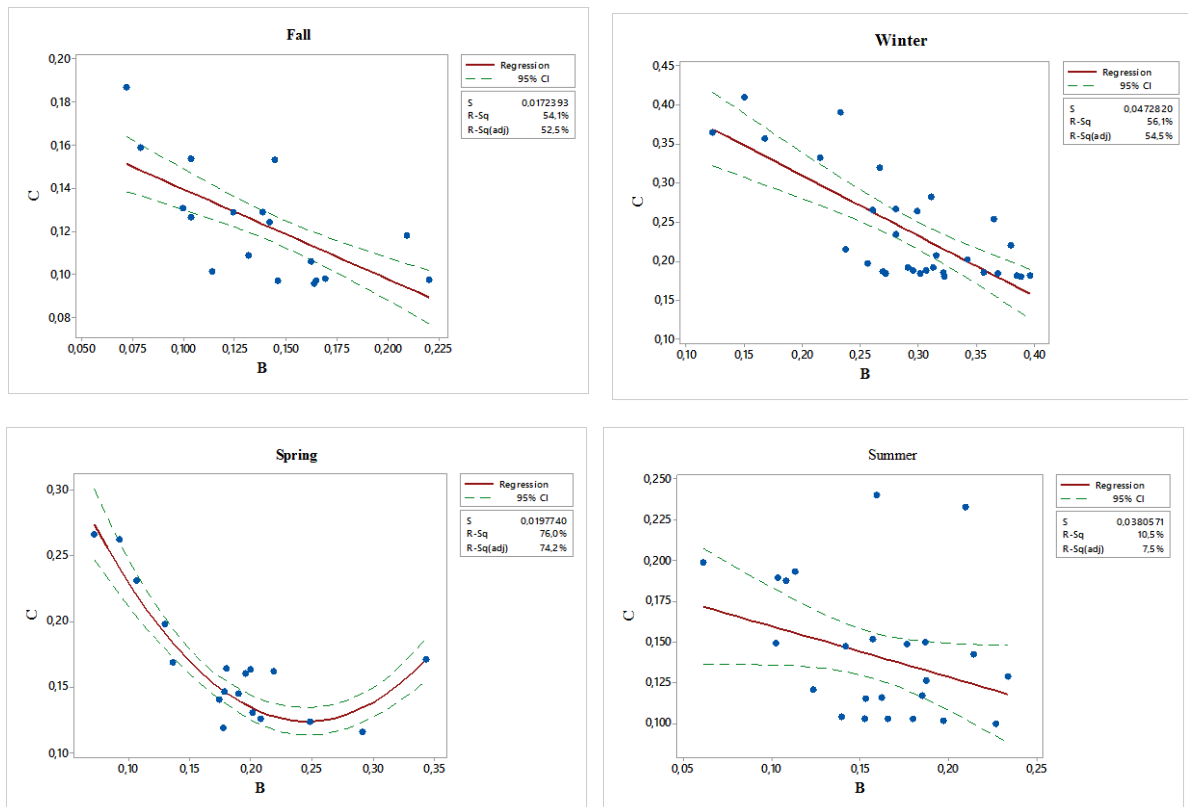 Fall
Regression
95% CI
S 0,0172393
R-Sq 54,1%
R-Sq(adj) 52,5%
0,20
0,18
0,16
0,14
0,12
0,10
0,08
C
0,050 0,075 0,100 0,125 0,150 0,175 0,200 0,225
B
Winter
Regression
95% CI
S 0,0472820
R-Sq 56,1%
R-Sq(adj) 54,5%
0,45
0,40
0,35
0,30
0,25
0,20
0,15
0,10
C
0,10 0,15 0,20 0,25 0,30 0,35 0,40
B
Spring
Regression
95% CI
S 0,0197740
R-Sq 76,0%
R-Sq(adj) 74,2%
0,30
0,25
0,20
0,15
0,10
C
0,10 0,15 0,20 0,25 0,30 0,35
B
Summer
Regression
95% CI
S 0,0380571
R-Sq 10,5%
R-Sq(adj) 7,5%
0,250
0,225
0,200
0,175
0,150
0,125
0,100
C
0,05 0,10 0,15 0,20 0,25
B